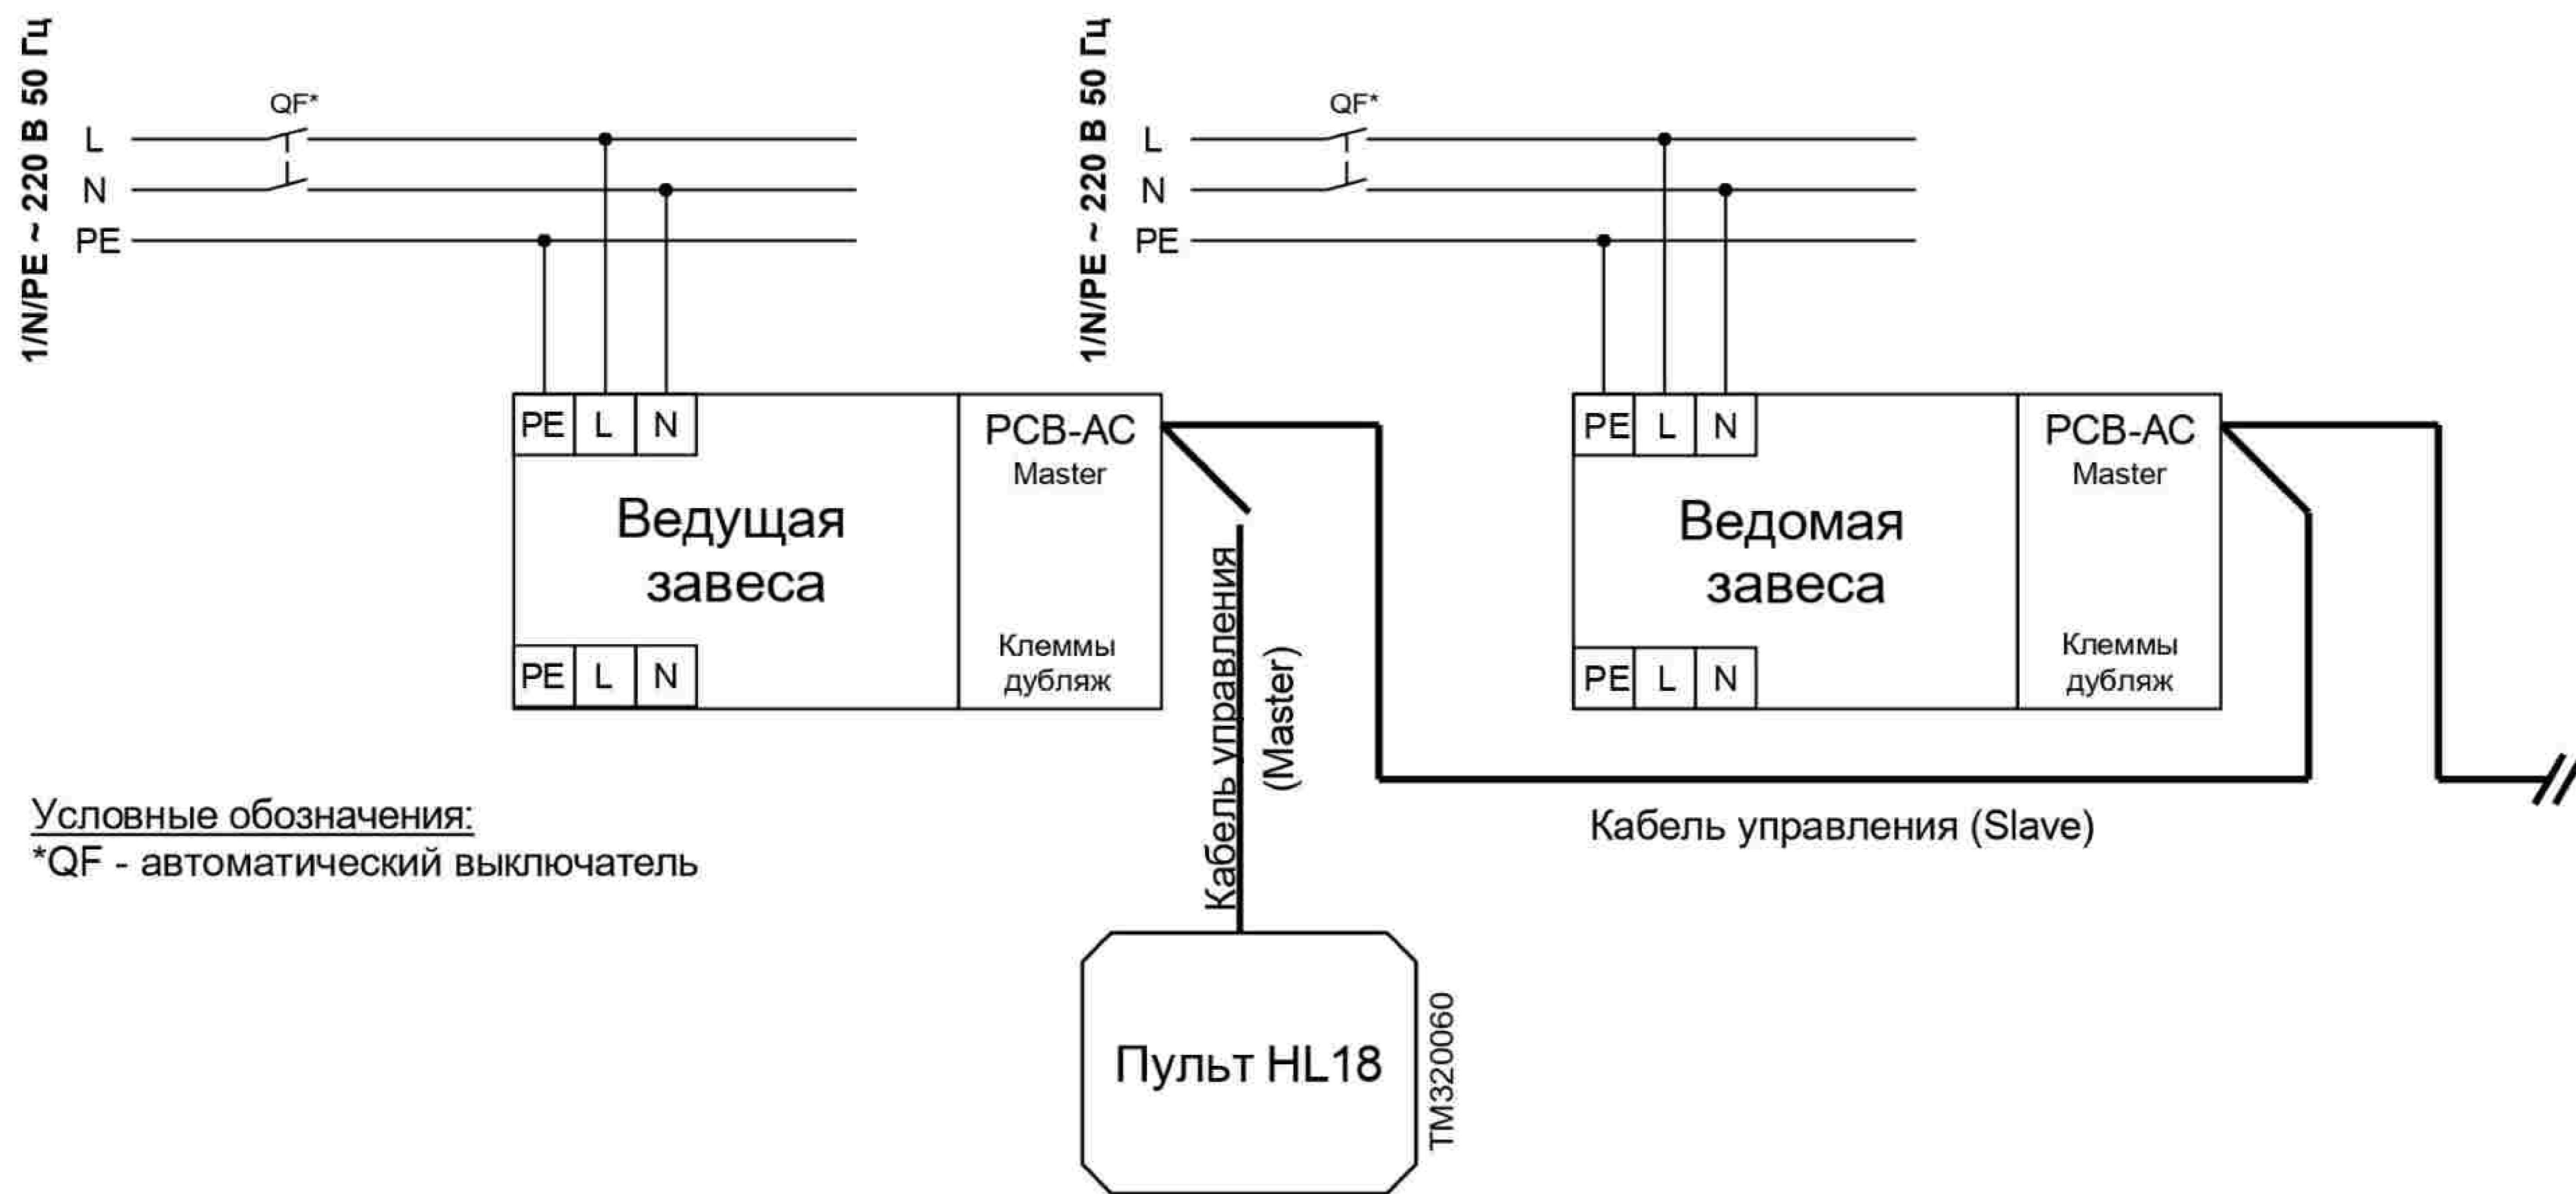 1/N/PE ~ 220 В 50 Гц
QF*
L
N
PE
PE L N
Ведущая
завеса
PE L N
PCB-AC
Master
Клеммы
дубляж
1/N/PE ~ 220 В 50 Гц
QF*
L
N
PE
PE L N
Ведомая
завеса
PE L N
PCB-AC
Master
Клеммы
дубляж
Кабель управления
(Master)
Кабель управления (Slave)
Условные обозначения:
*QF - автоматический выключатель
Пульт HL18
TM320060